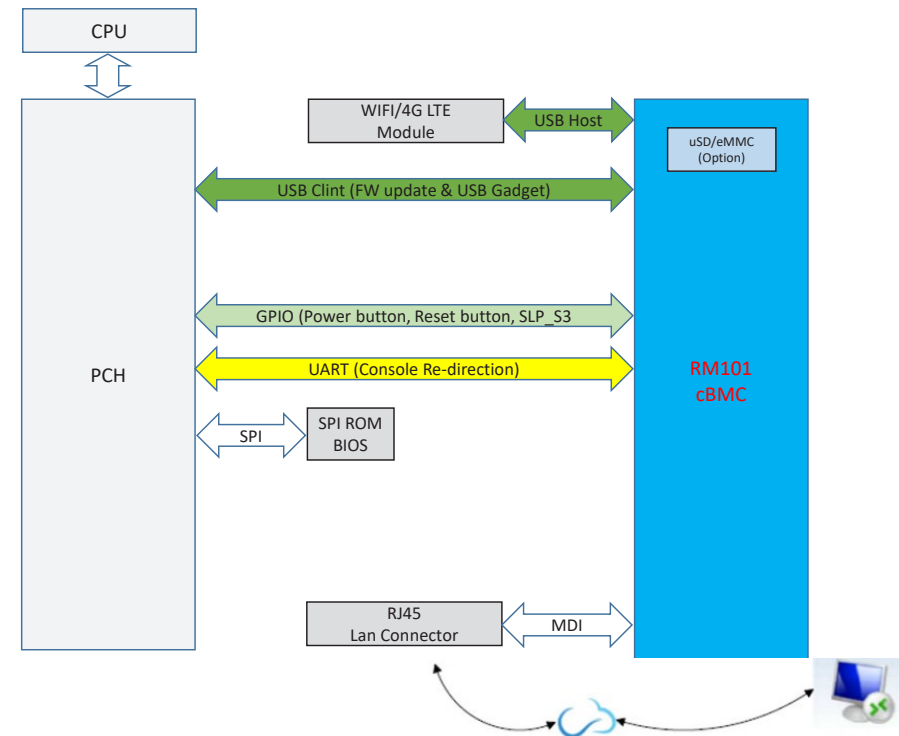 CPU
WIFI/4G LTE
Module
USB Host
uSD/eMMC
(Option)
USB Clint (FW update & USB Gadget)
GPIO (Power button, Reset button, SLP_S3
PCH
UART (Console Re-direction)
RM101
cBMC
SPI
SPI ROM
BIOS
RJ45
Lan Connector
MDI